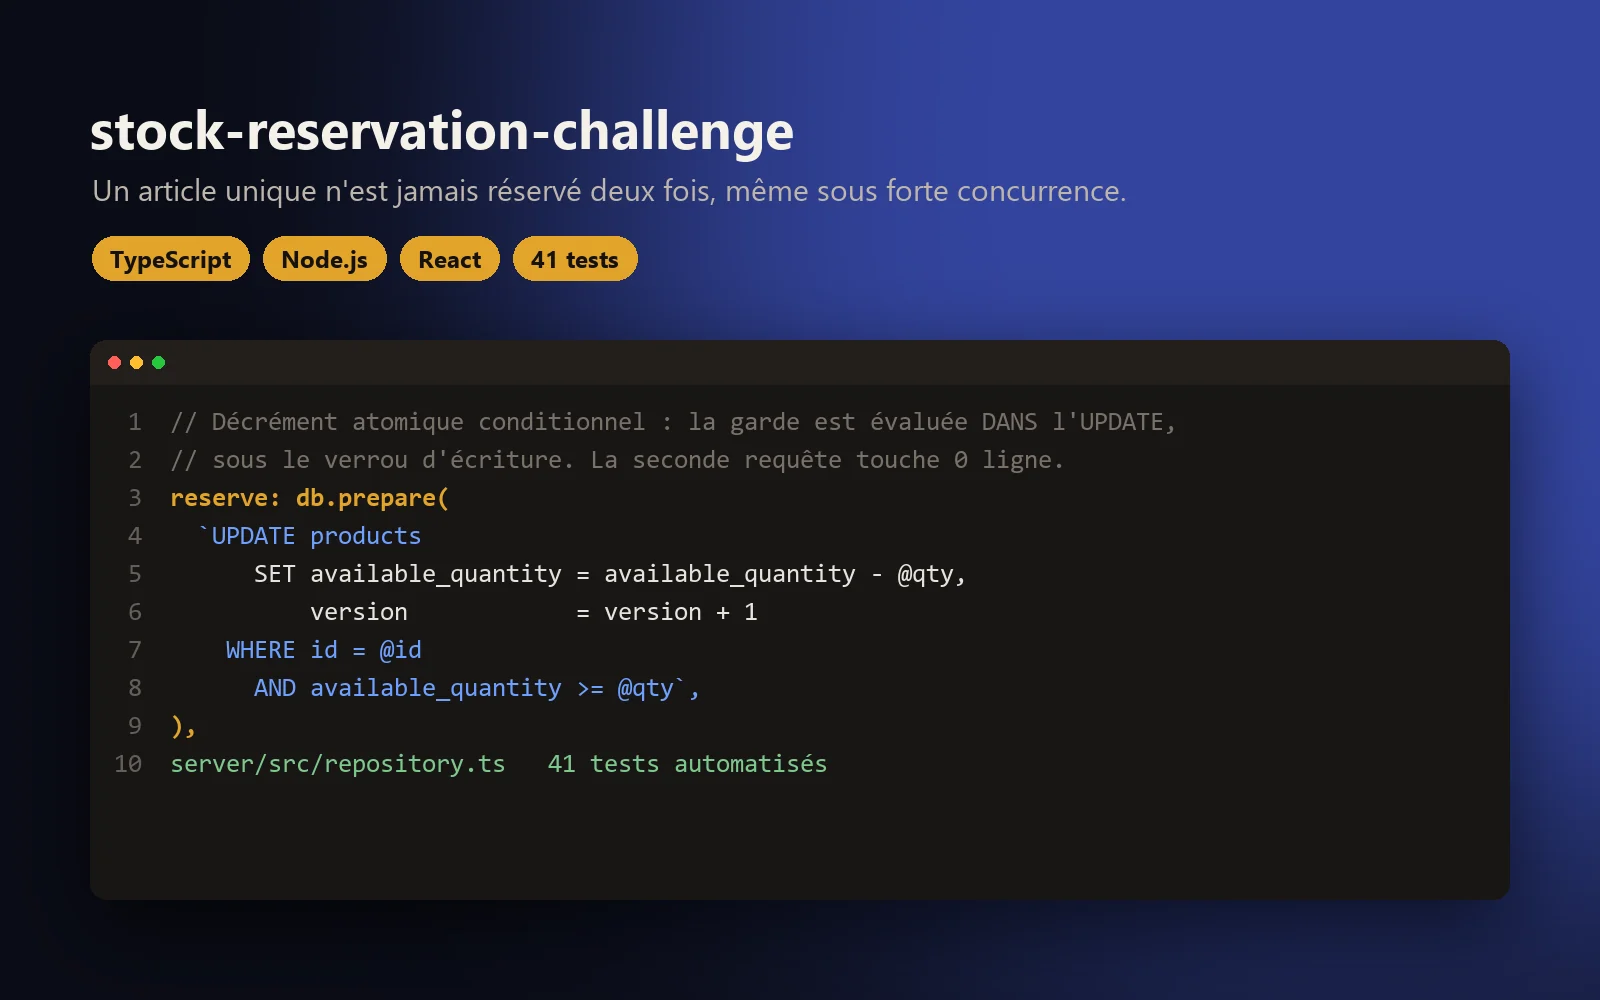 stock-reservation-challenge
Un article unique n'est jamais réservé deux fois, même sous forte concurrence.
TypeScript Node.js React 41 tests
1 // Décrément atomique conditionnel : la garde est évaluée DANS l'UPDATE,
2 // sous le verrou d'écriture. La seconde requête touche 0 ligne.
3 reserve: db.prepare(
4 `UPDATE products
5 SET available_quantity = available_quantity - @qty,
6 version = version + 1
7 WHERE id = @id
8 AND available_quantity >= @qty`,
9 ),
10 server/src/repository.ts 41 tests automatisés